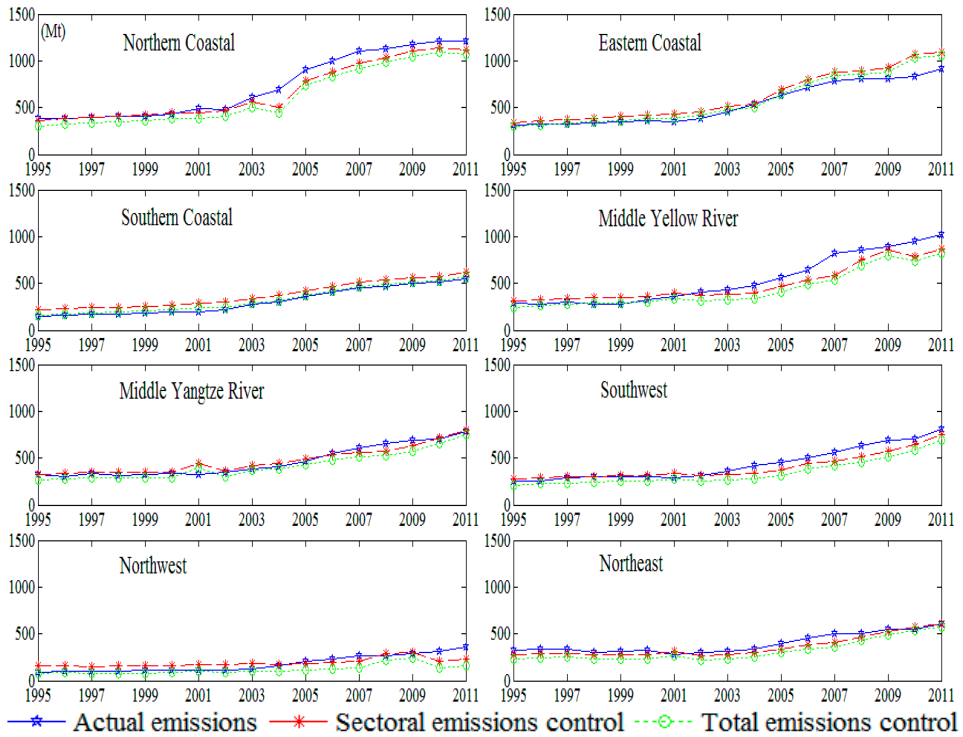 1500
(Mt)
Northern Coastal
1000
500
0
1995 1997 1999 2001 2003 2005 2007 2009 2011
1500
Eastern Coastal
1000
500
0
1995 1997 1999 2001 2003 2005 2007 2009 2011
1500
Southern Coastal
1000
500
0
1995 1997 1999 2001 2003 2005 2007 2009 2011
1500
Middle Yellow River
1000
500
0
1995 1997 1999 2001 2003 2005 2007 2009 2011
1500
Middle Yangtze River
1000
500
0
1995 1997 1999 2001 2003 2005 2007 2009 2011
1500
Southwest
1000
500
0
1995 1997 1999 2001 2003 2005 2007 2009 2011
1500
Northwest
1000
500
0
1995 1997 1999 2001 2003 2005 2007 2009 2011
1500
Northeast
1000
500
0
1995 1997 1999 2001 2003 2005 2007 2009 2011
Actual emissions Sectoral emissions control Total emissions control